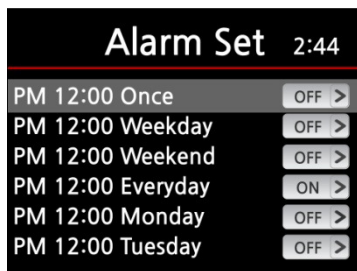 Alarm Set 2:44
PM 12:00 Once OFF >
PM 12:00 Weekday OFF >
PM 12:00 Weekend OFF >
PM 12:00 Everyday ON >
PM 12:00 Monday OFF >
PM 12:00 Tuesday OFF >